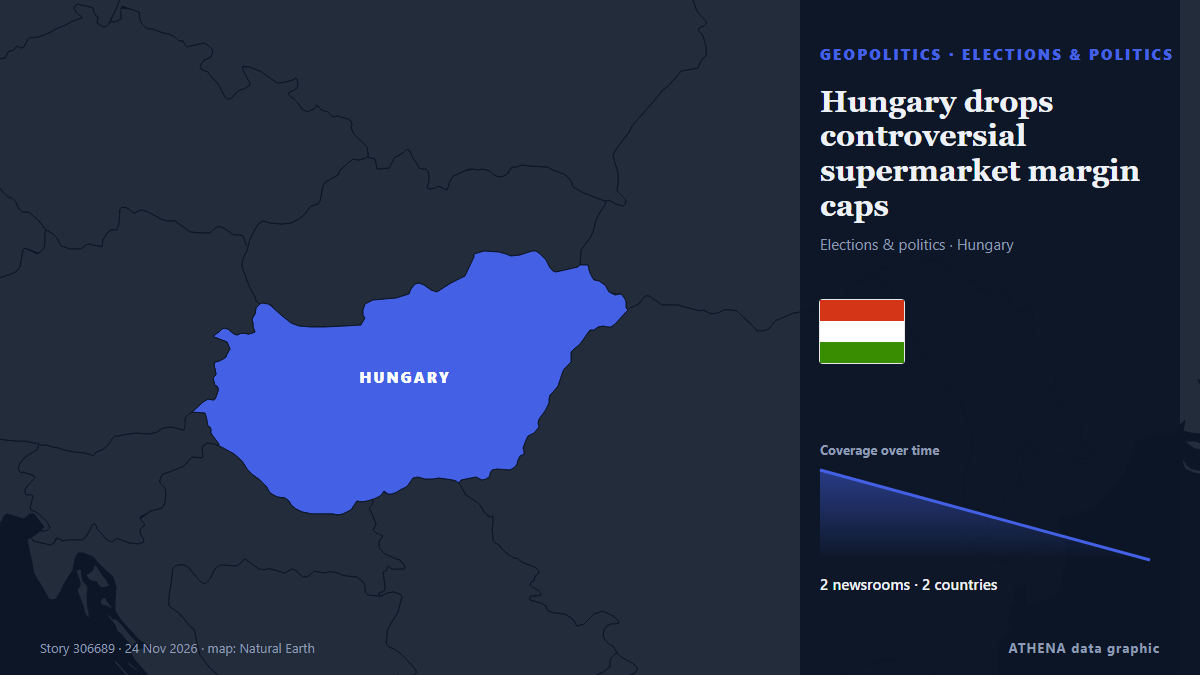 GEOPOLITICS · ELECTIONS & POLITICS
Hungary drops
controversial
supermarket margin
caps
Elections & politics · Hungary
HUNGARY
Coverage over time
2 newsrooms · 2 countries
Story 306689 · 24 Nov 2026 · map: Natural Earth
ATHENA data graphic